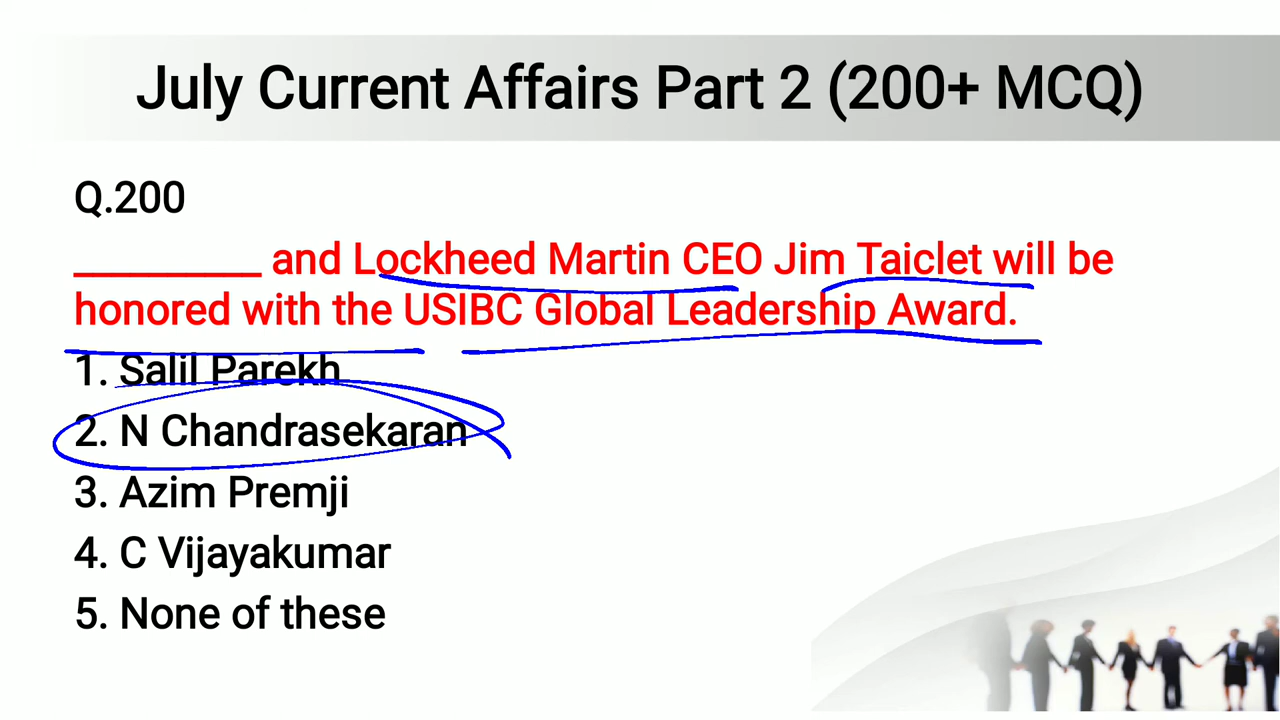 July Current Affairs Part 2 (200+ MCQ)
Q.200
_________ and Lockheed Martin CEO Jim Taiclet will be
honored with the USIBC Global Leadership Award.
1. Salil Parekh
2. N Chandrasekaran
3. Azim Premji
4. C Vijayakumar
5. None of these